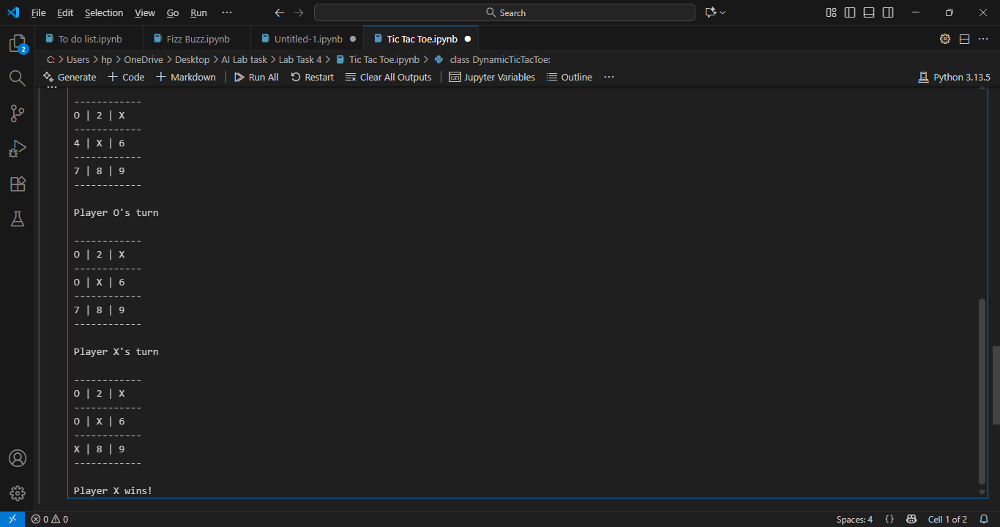 File Edit Selection View Go Run ···
Search
To do list.ipynb Fizz Buzz.ipynb Untitled-1.ipynb Tic Tac Toe.ipynb
2
C: > Users > hp > OneDrive > Desktop > AI Lab task > Lab Task 4 > Tic Tac Toe.ipynb > class DynamicTicTacToe:
Generate + Code + Markdown Run All Restart Clear All Outputs Jupyter Variables Outline ··· Python 3.13.5
...
------------
O | 2 | X
------------
4 | X | 6
------------
7 | 8 | 9
------------
Player O's turn
------------
O | 2 | X
------------
O | X | 6
------------
7 | 8 | 9
------------
Player X's turn
------------
O | 2 | X
------------
O | X | 6
------------
X | 8 | 9
------------
Player X wins!
0 0 Spaces: 4 {} Cell 1 of 2